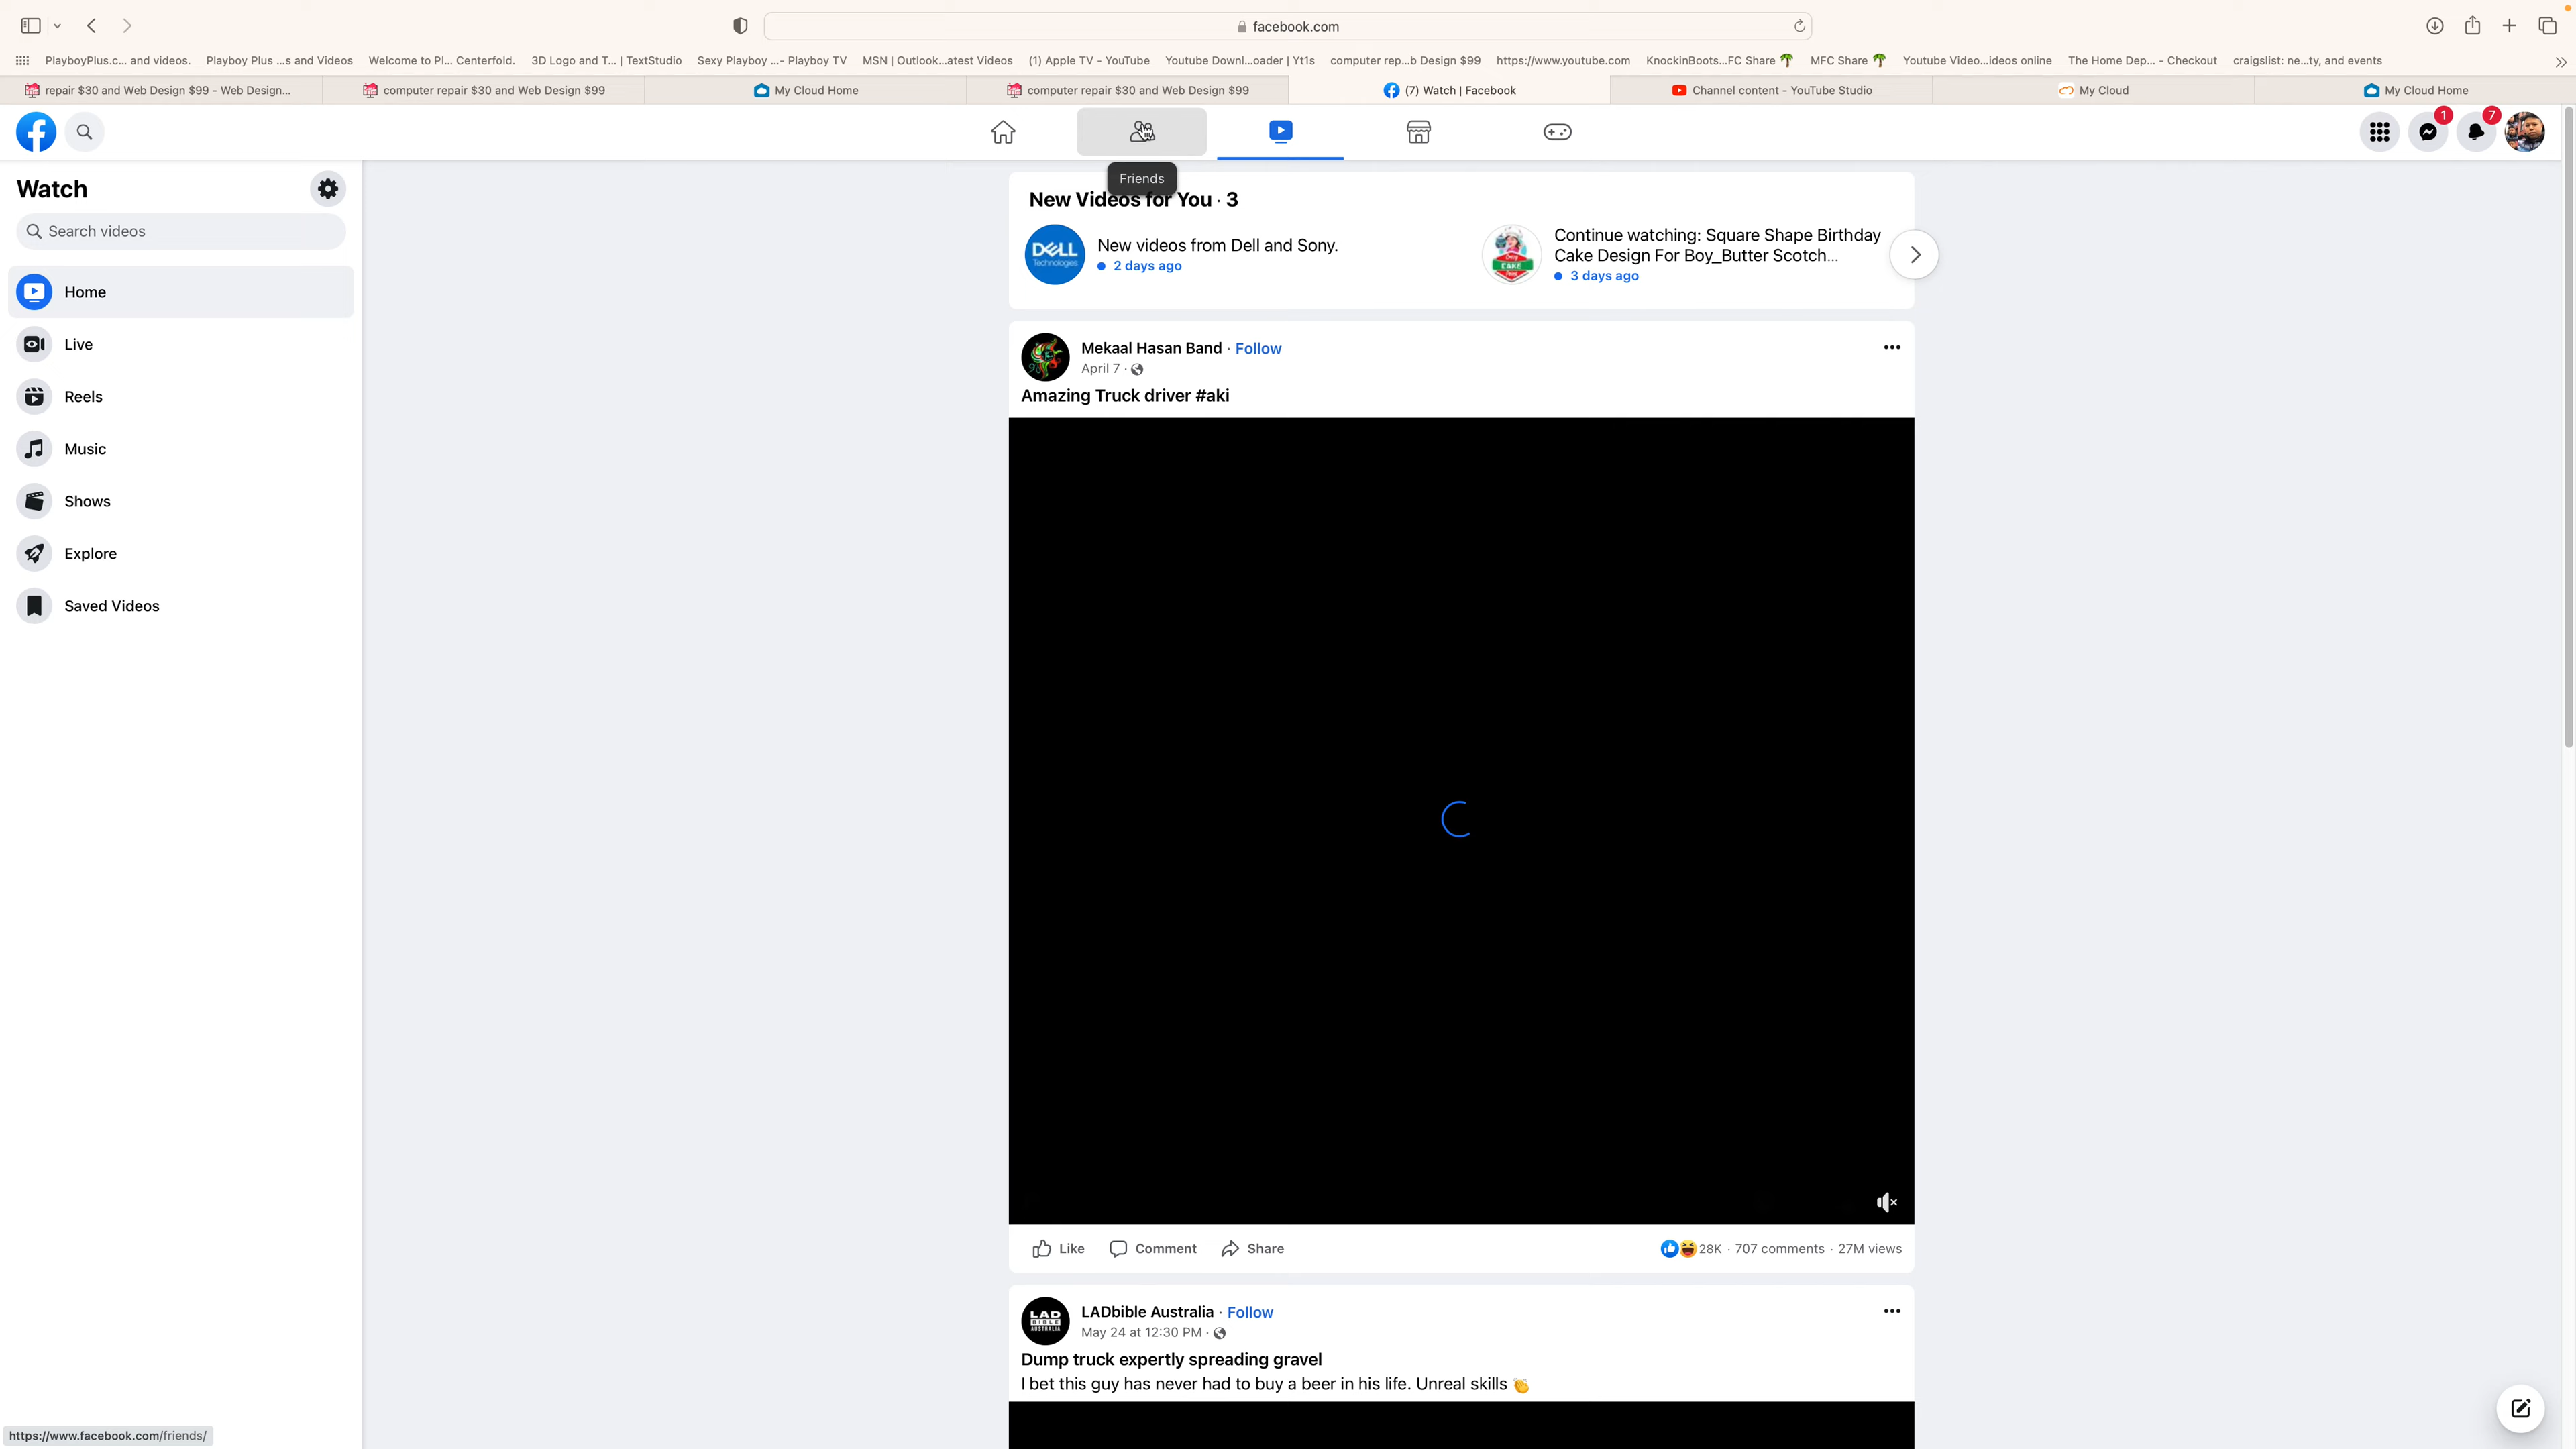 facebook.com
PlayboyPlus.c... and videos. Playboy Plus ...s and Videos Welcome to Pl... Centerfold. 3D Logo and T... | TextStudio Sexy Playboy ...- Playboy TV MSN | Outlook...atest Videos (1) Apple TV - YouTube Youtube Downl...oader | Yt1s computer rep...b Design $99 https://www.youtube.com KnockinBoots...FC Share 🌴 MFC Share 🌴 Youtube Video...ideos online The Home Dep... - Checkout craigslist: ne...ty, and events
repair $30 and Web Design $99 - Web Design... computer repair $30 and Web Design $99 My Cloud Home computer repair $30 and Web Design $99 (7) Watch | Facebook Channel content - YouTube Studio My Cloud My Cloud Home
1 7
Friends
Watch
Search videos
Home
Live
Reels
Music
Shows
Explore
Saved Videos
New Videos for You · 3
DELL
Technologies
New videos from Dell and Sony.
2 days ago
CAKE
Continue watching: Square Shape Birthday
Cake Design For Boy_Butter Scotch...
3 days ago
Mekaal Hasan Band · Follow
April 7 ·
Amazing Truck driver #aki
Like Comment Share 28K · 707 comments · 27M views
LAD
BIBLE
AUSTRALIA
LADbible Australia · Follow
May 24 at 12:30 PM ·
Dump truck expertly spreading gravel
I bet this guy has never had to buy a beer in his life. Unreal skills 👏
https://www.facebook.com/friends/